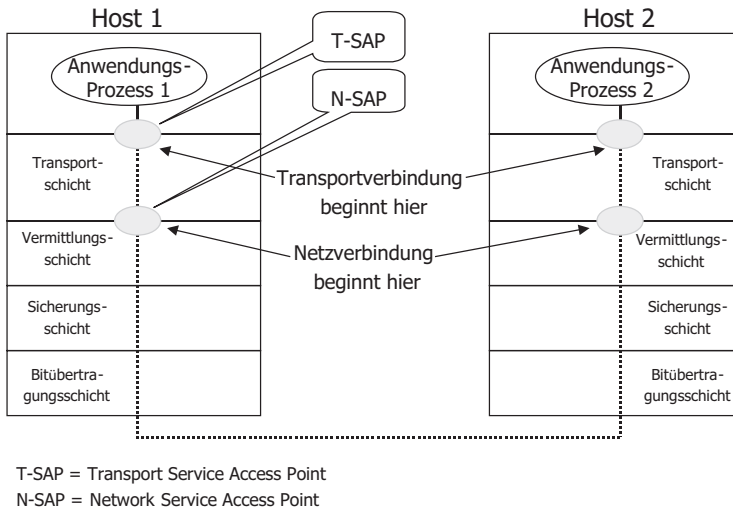 Host 1
Host 2
T-SAP
N-SAP
Anwendungs-
Prozess 1
Anwendungs-
Prozess 2
Transport-
schicht
Transportverbindung
beginnt hier
Transport-
schicht
Vermittlungs-
schicht
Netzverbindung
beginnt hier
Vermittlungs-
schicht
Sicherungs-
schicht
Sicherungs-
schicht
Bitübertra-
gungsschicht
Bitübertra-
gungsschicht
T-SAP = Transport Service Access Point
N-SAP = Network Service Access Point